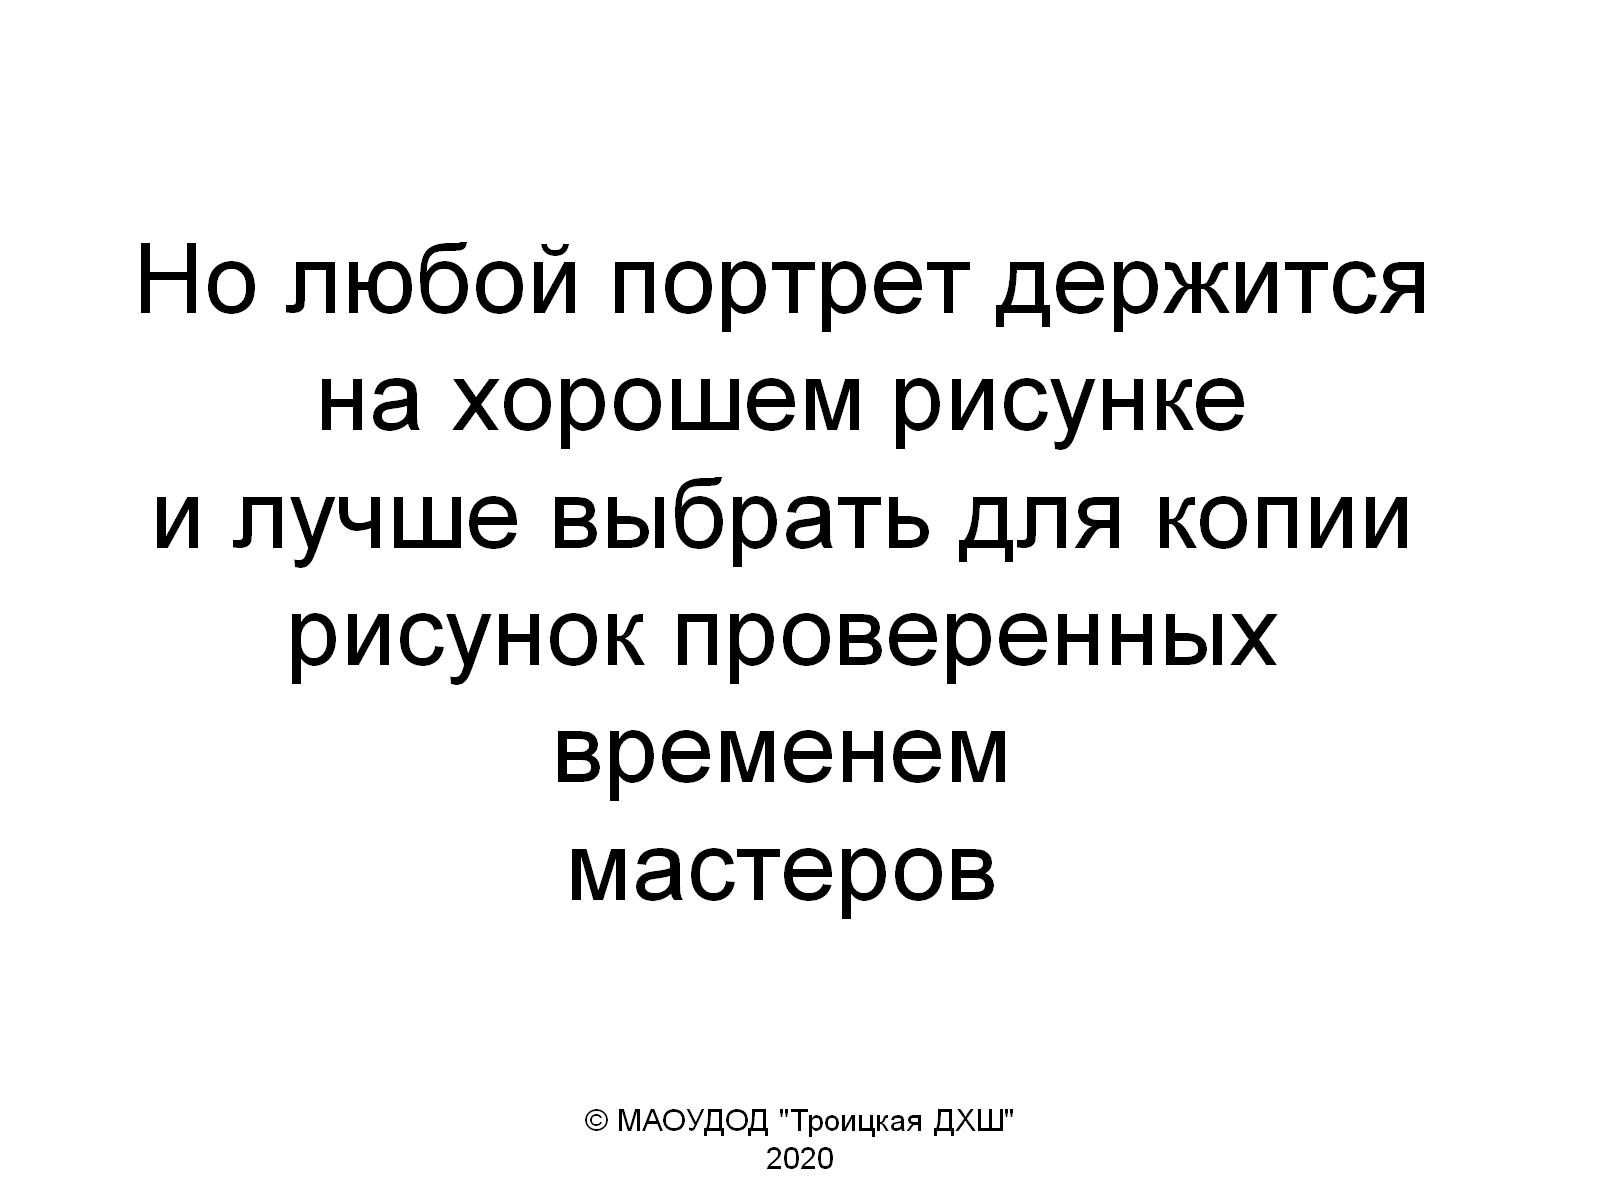 Но любой портрет держится
на хорошем рисунке
и лучше выбрать для копии
рисунок проверенных
временем
мастеров
© МАОУДОД "Троицкая ДХШ"
2020